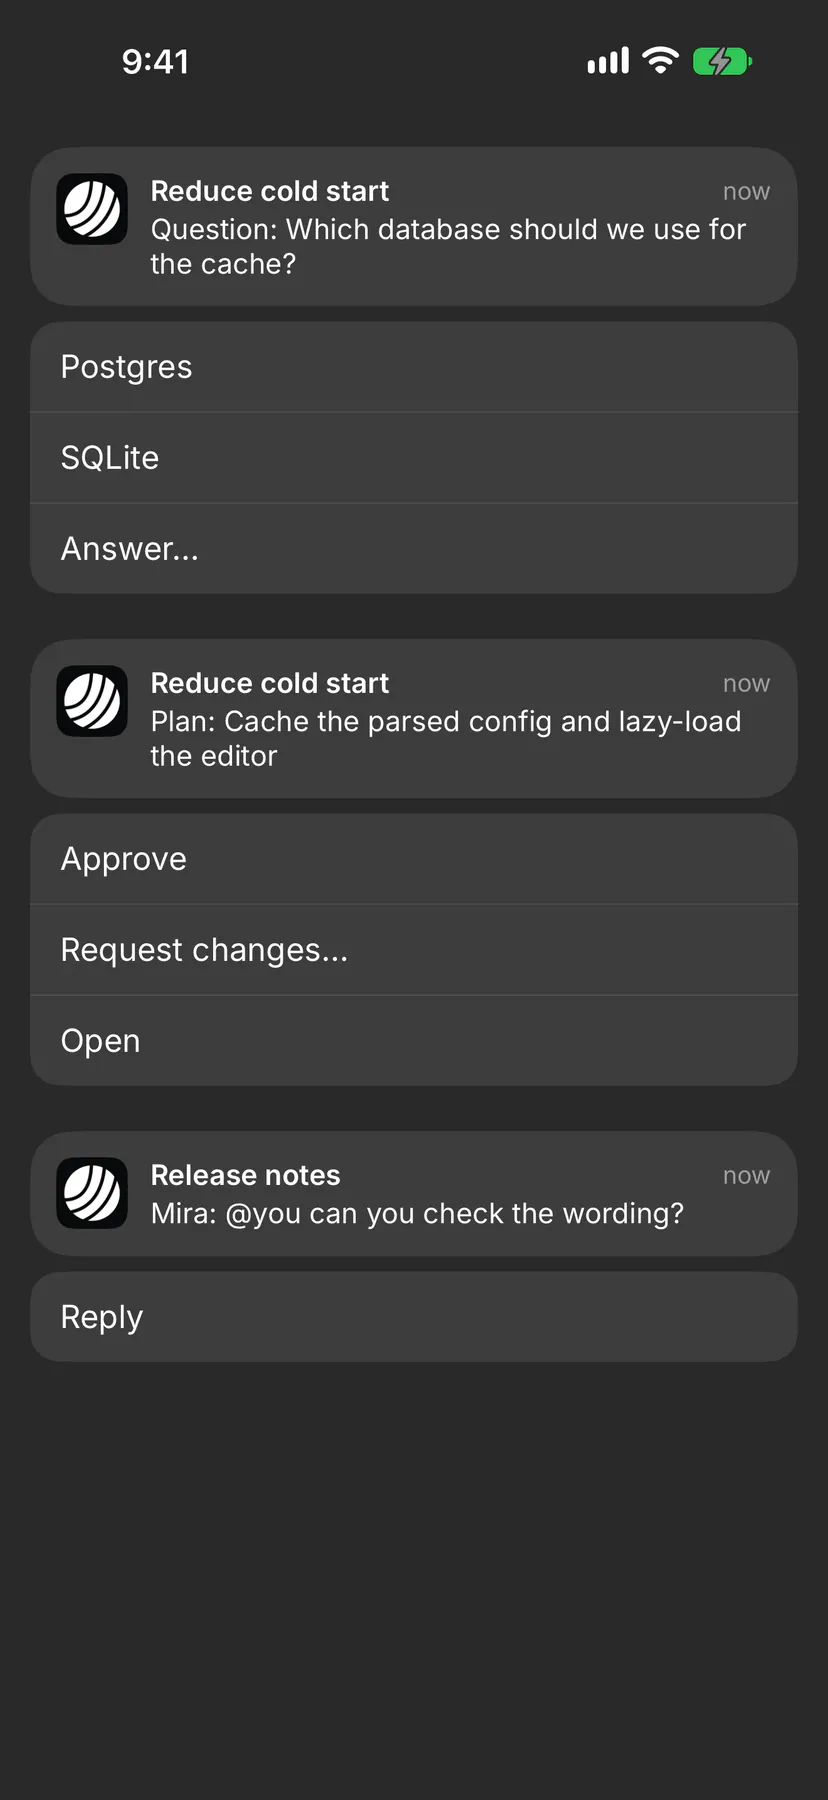 9:41
Reduce cold start
now
Question: Which database should we use for
the cache?
Postgres
SQLite
Answer...
Reduce cold start
now
Plan: Cache the parsed config and lazy-load
the editor
Approve
Request changes...
Open
Release notes
now
Mira: @you can you check the wording?
Reply